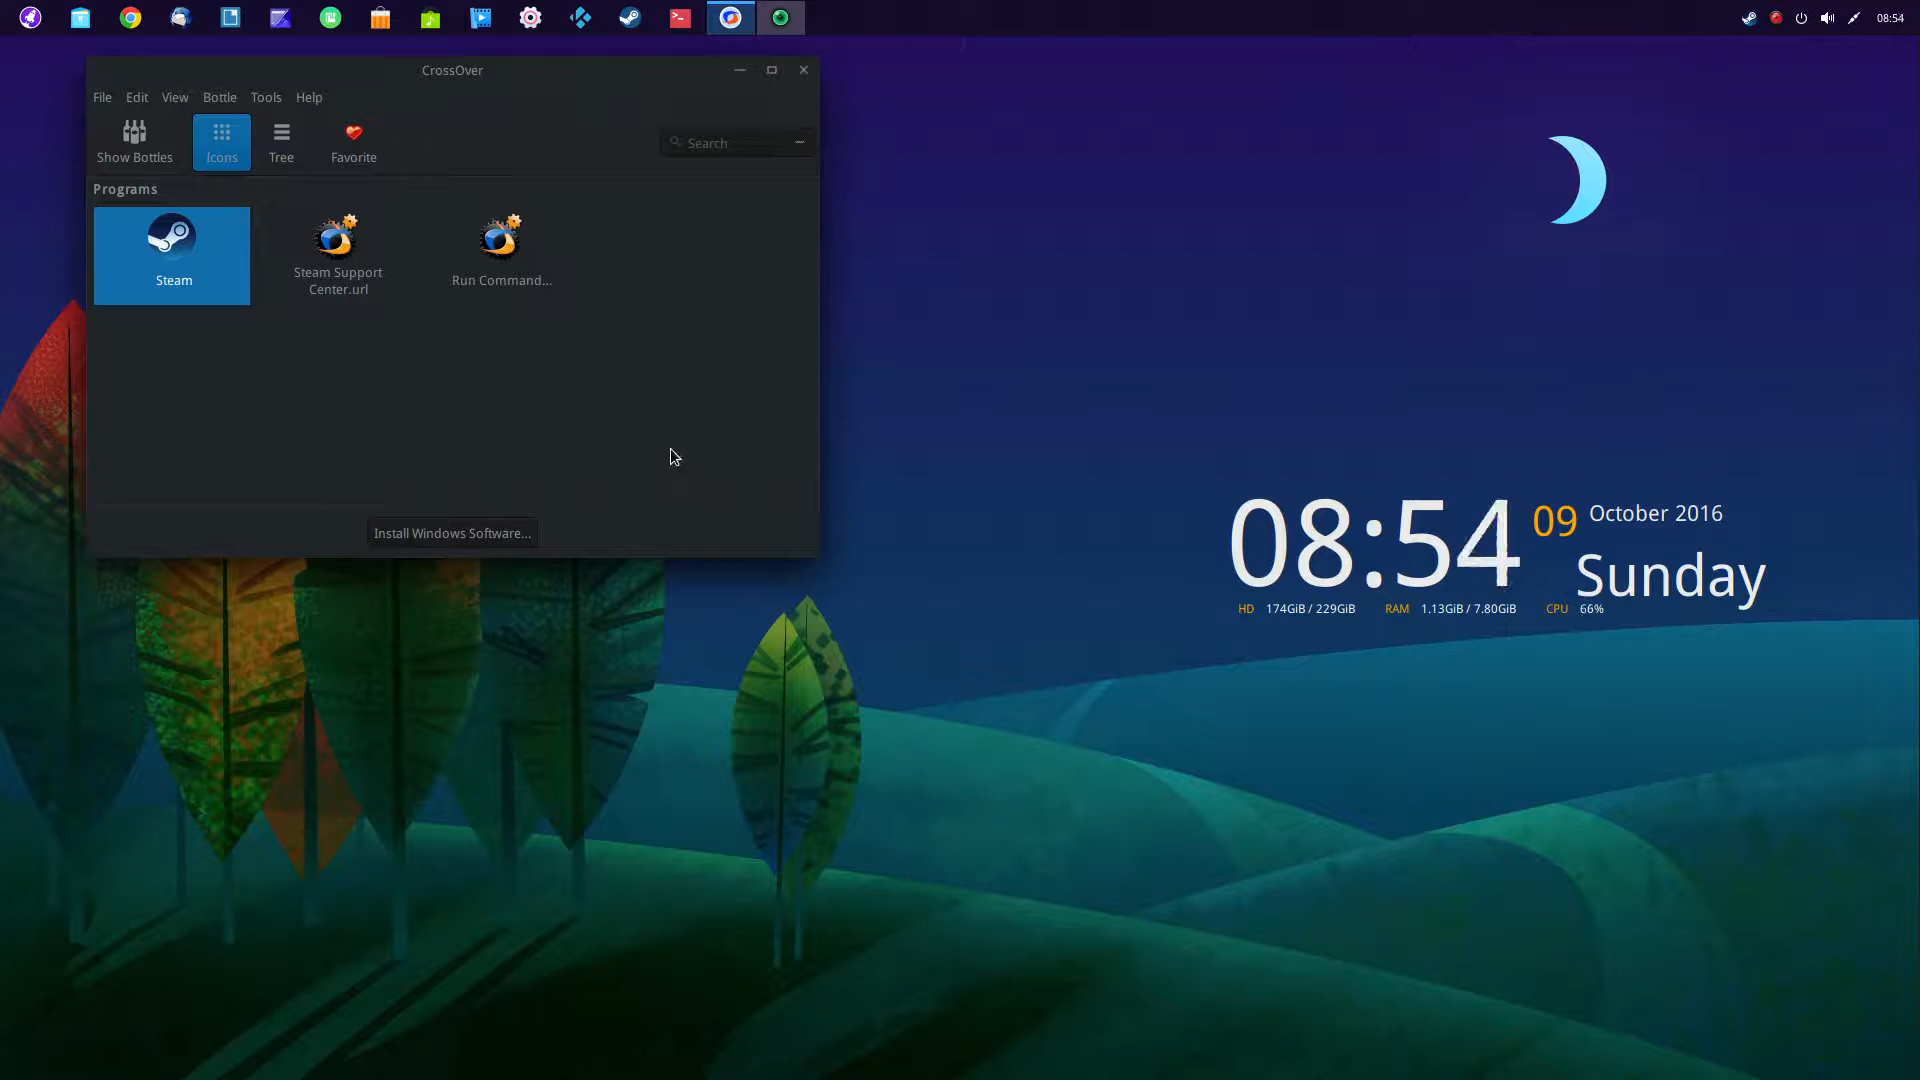 08:54
CrossOver
File Edit View Bottle Tools Help
Show Bottles Icons Tree Favorite Search
Programs
Steam
Steam Support
Center.url
Run Command...
Install Windows Software...
08:54 09 October 2016
Sunday
HD 174GiB / 229GiB RAM 1.13GiB / 7.80GiB CPU 66%